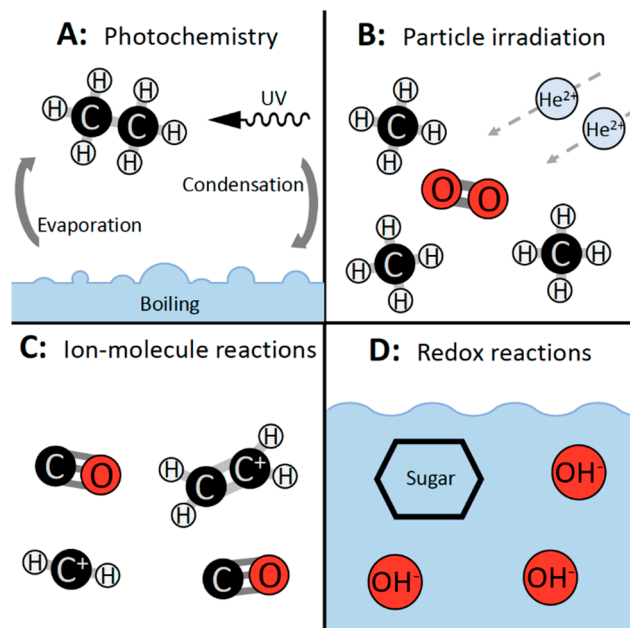 A: Photochemistry
H
H
H
C
C
H
H
H
UV
Condensation
Evaporation
Boiling
B: Particle irradiation
He²⁺
He²⁺
H
H
C
H
H
O
O
H
H
C
H
H
H
H
C
H
H
C: Ion-molecule reactions
C
O
H
H
C
C⁺
H
H
H
C⁺
H
C
O
D: Redox reactions
Sugar
OH⁻
OH⁻
OH⁻